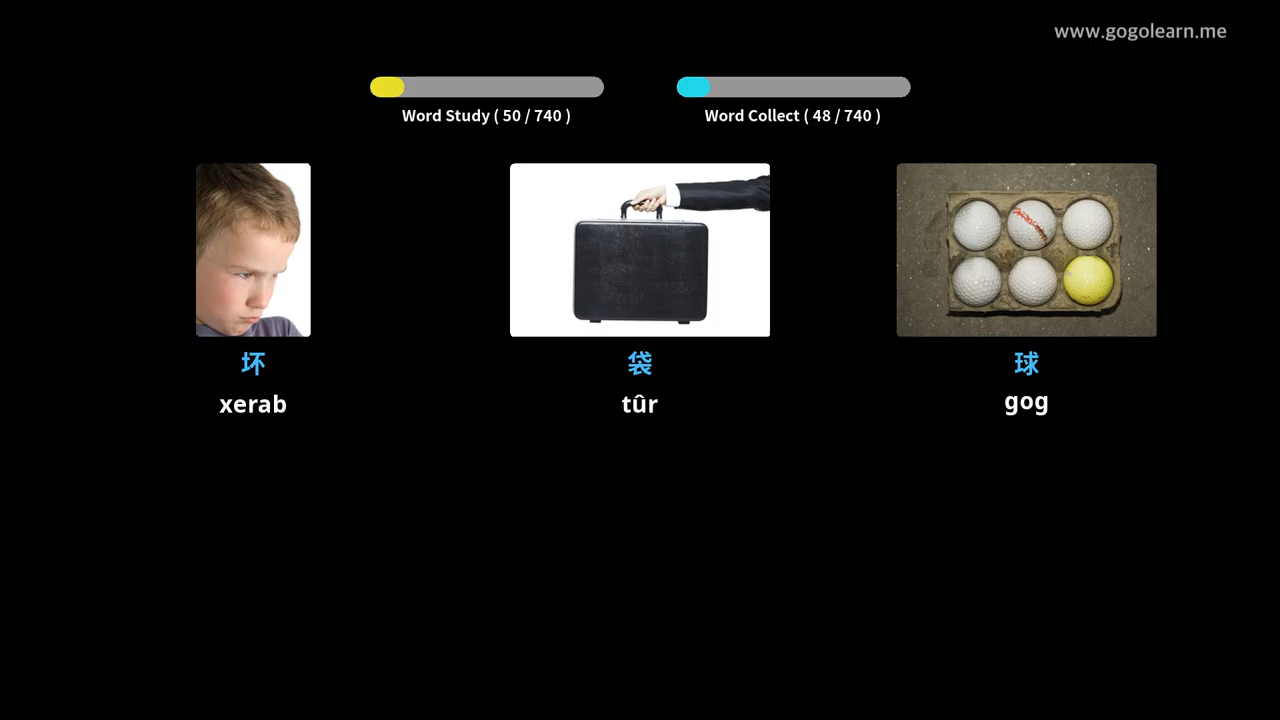 www.gogolearn.me
Word Study ( 50 / 740 )
Word Collect ( 48 / 740 )
坏
袋
球
xerab
tûr
gog